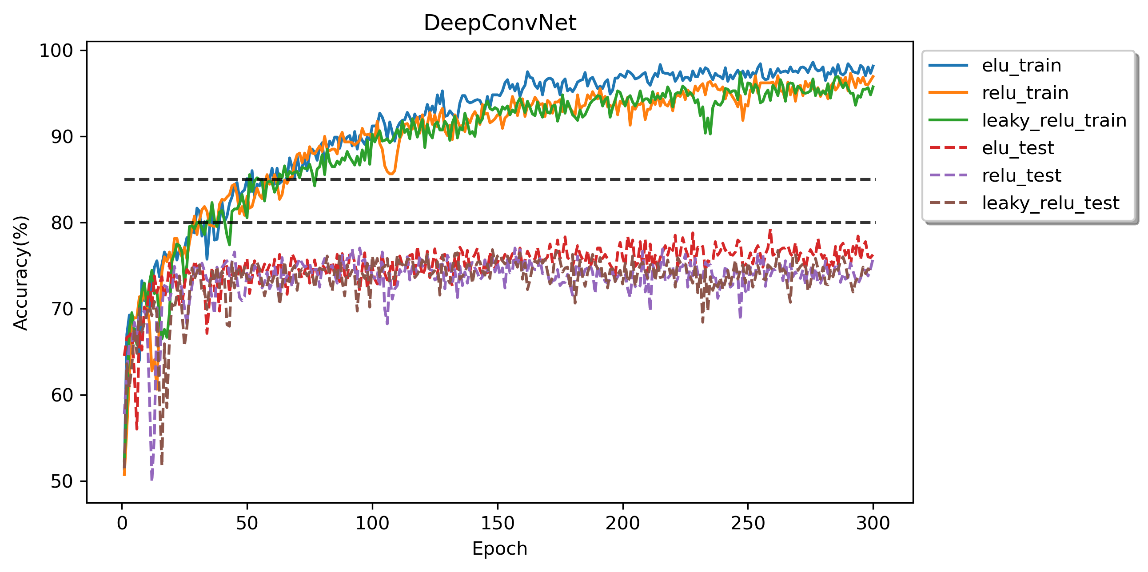 DeepConvNet
Accuracy(%)
100
90
80
70
60
50
0 50 100 150 200 250 300
Epoch
elu_train
relu_train
leaky_relu_train
elu_test
relu_test
leaky_relu_test